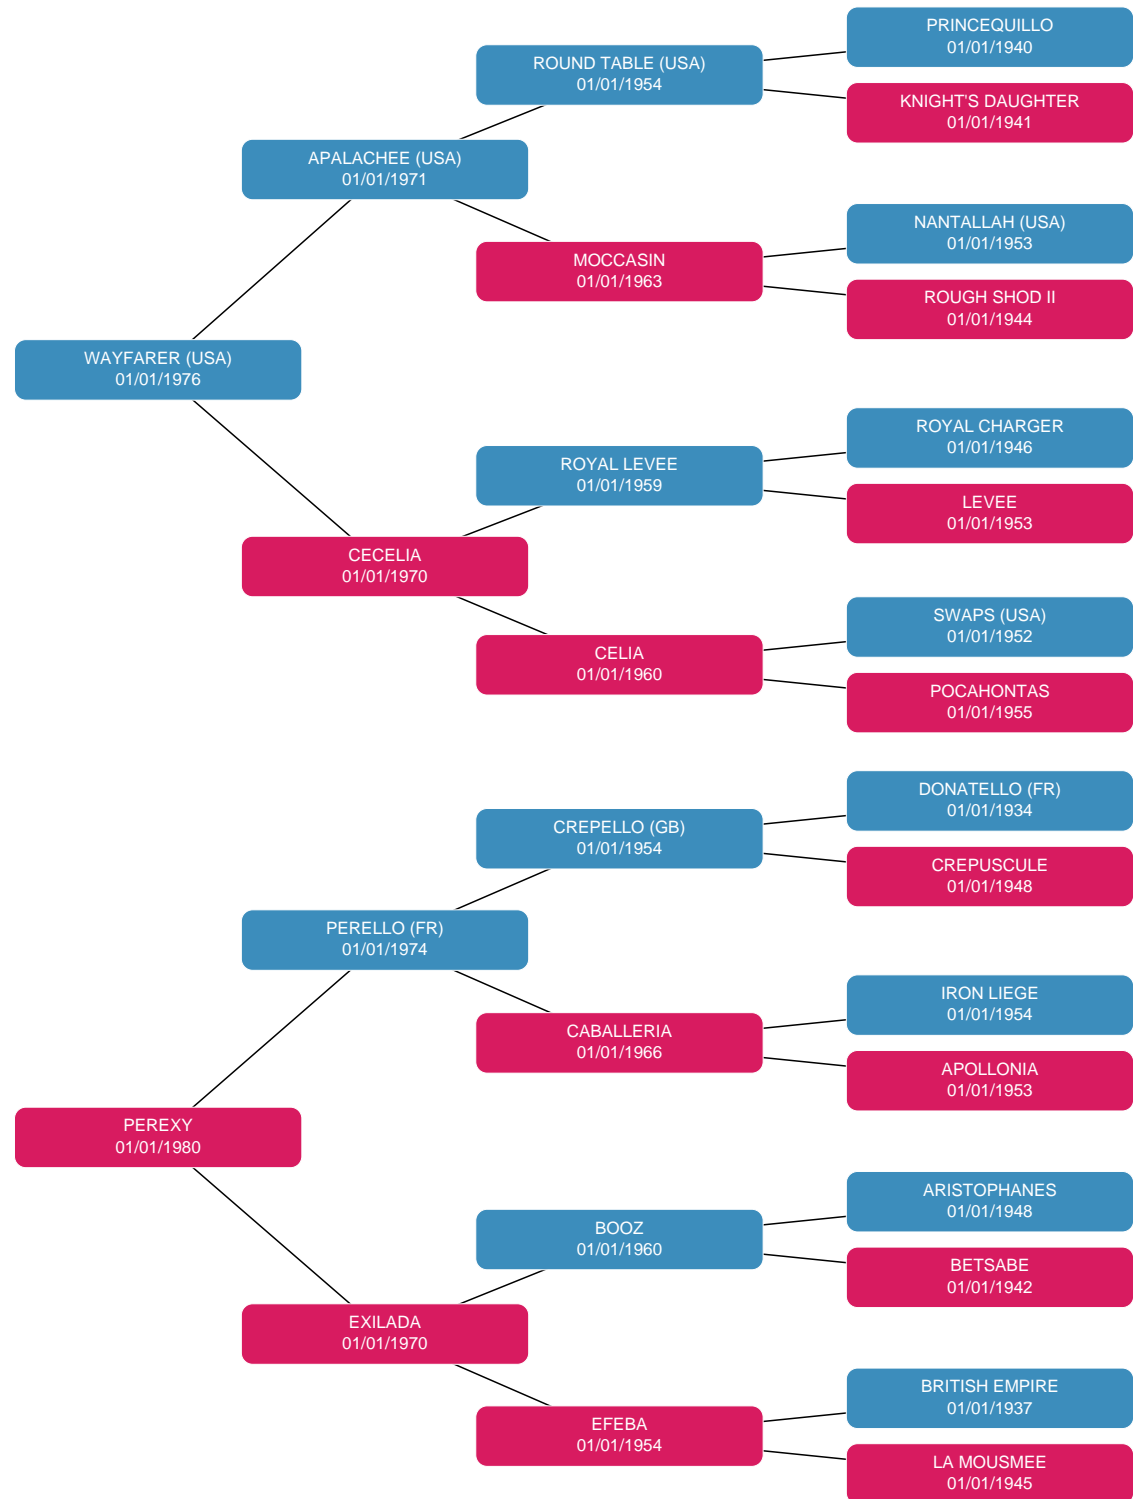 PRINCEQUILLO
01/01/1940
ROUND TABLE (USA)
01/01/1954
KNIGHT'S DAUGHTER
01/01/1941
APALACHEE (USA)
01/01/1971
NANTALLAH (USA)
01/01/1953
MOCCASIN
01/01/1963
ROUGH SHOD II
01/01/1944
WAYFARER (USA)
01/01/1976
ROYAL CHARGER
01/01/1946
ROYAL LEVEE
01/01/1959
LEVEE
01/01/1953
CECELIA
01/01/1970
SWAPS (USA)
01/01/1952
CELIA
01/01/1960
POCAHONTAS
01/01/1955
DONATELLO (FR)
01/01/1934
CREPELLO (GB)
01/01/1954
CREPUSCULE
01/01/1948
PERELLO (FR)
01/01/1974
IRON LIEGE
01/01/1954
CABALLERIA
01/01/1966
APOLLONIA
01/01/1953
PEREXY
01/01/1980
ARISTOPHANES
01/01/1948
BOOZ
01/01/1960
BETSABE
01/01/1942
EXILADA
01/01/1970
BRITISH EMPIRE
01/01/1937
EFEBA
01/01/1954
LA MOUSMEE
01/01/1945